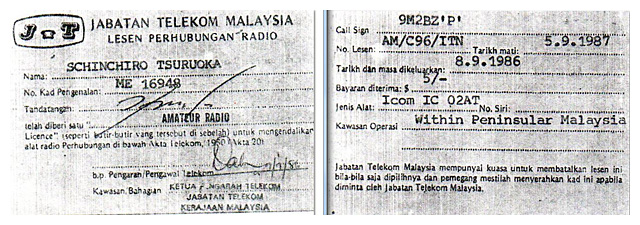 J T
JABATAN TELEKOM MALAYSIA
LESEN PERHUBUNGAN RADIO
Nama: SCHINCHIRO TSURUOKA
No. Kad Pengenalan: ME 16948
Tandatangan:
telah diberi satu "AMATEUR RADIO
Licence" (seperti butir-butir yang tersebut di sebelah) untuk mengendalikan
alat radio Perhubungan di bawah Akta Telekom, 1950 (Akta 20)
b.p. Pengarah/Pengawal Telekom
Kawasan/Bahagian KETUA PENGARAH TELEKOM
JABATAN TELEKOM
KERAJAAN MALAYSIA
Call Sign 9M2BZ'P'
No. Lesen: AM/C96/ITN Tarikh mati: 5.9.1987
Tarikh dan masa dikeluarkan: 8.9.1986
Bayaran diterima: $ 5/-
Jenis Alat: Icom IC 02AT No. Siri:
Kawasan Operasi Within Peninsular Malaysia
Jabatan Telekom Malaysia mempunyai kuasa untuk membatalkan lesen ini
bila-bila saja dipilihnya dan pemegang mestilah menyerahkan kad ini apabila
diminta oleh Jabatan Telekom Malaysia.